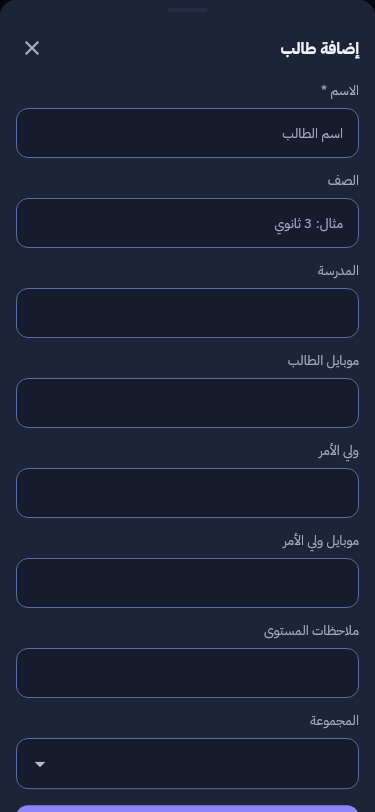 إضافة طالب
الاسم *
اسم الطالب
الصف
مثال: 3 ثانوي
المدرسة
موبايل الطالب
ولي الأمر
موبايل ولي الأمر
ملاحظات المستوى
المجموعة